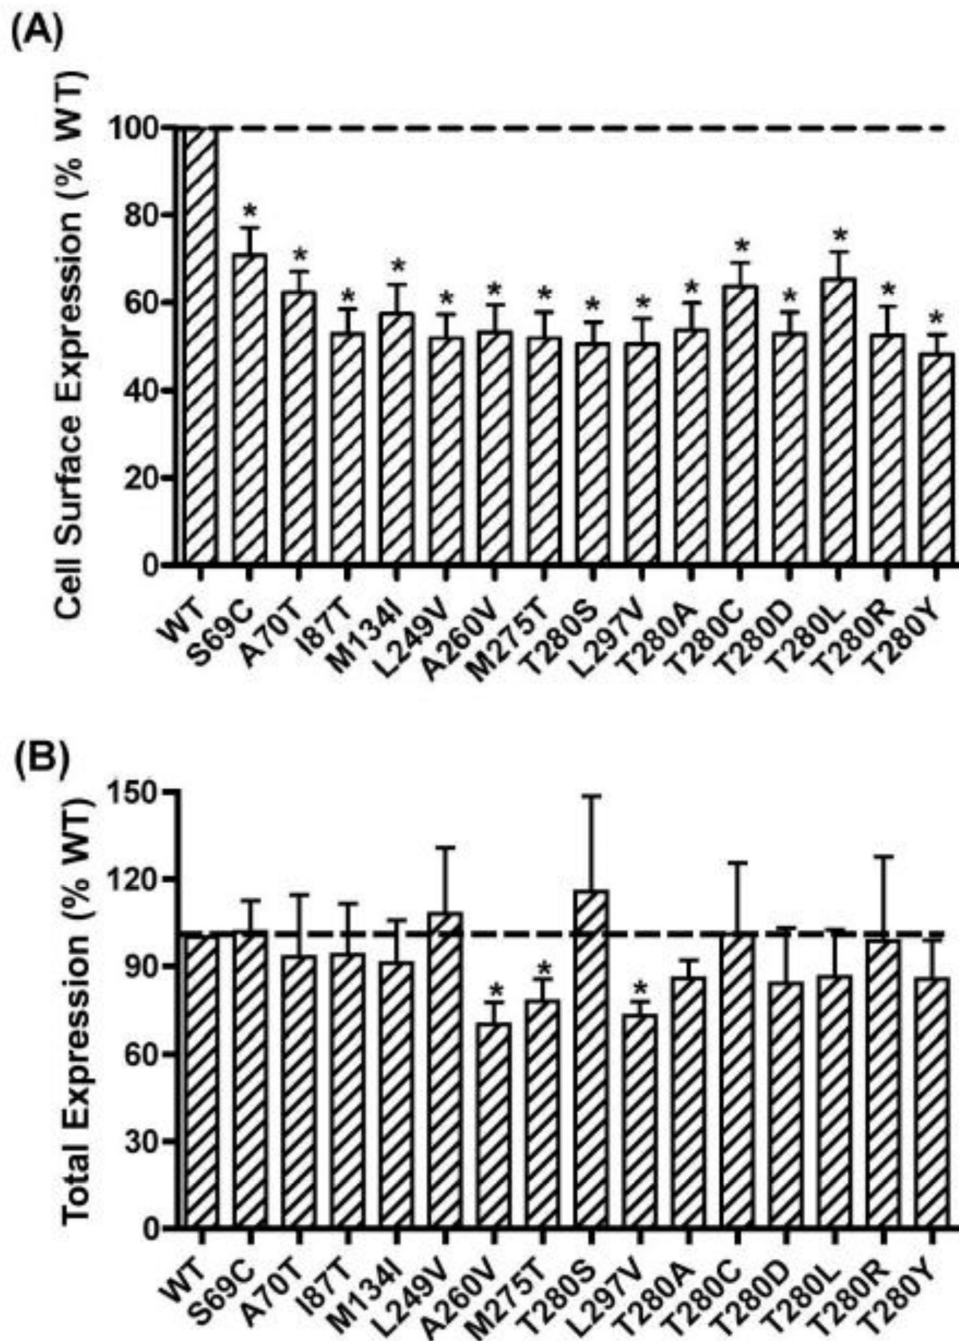 (A)
Cell Surface Expression (% WT)
100
80
60
40
20
0
* * * * * * * * * * * * * * *
WT S69C A70T I87T M134I L249V A260V M275T T280S L297V T280A T280C T280D T280L T280R T280Y
(B)
Total Expression (% WT)
150
120
90
60
30
0
* * *
WT S69C A70T I87T M134I L249V A260V M275T T280S L297V T280A T280C T280D T280L T280R T280Y